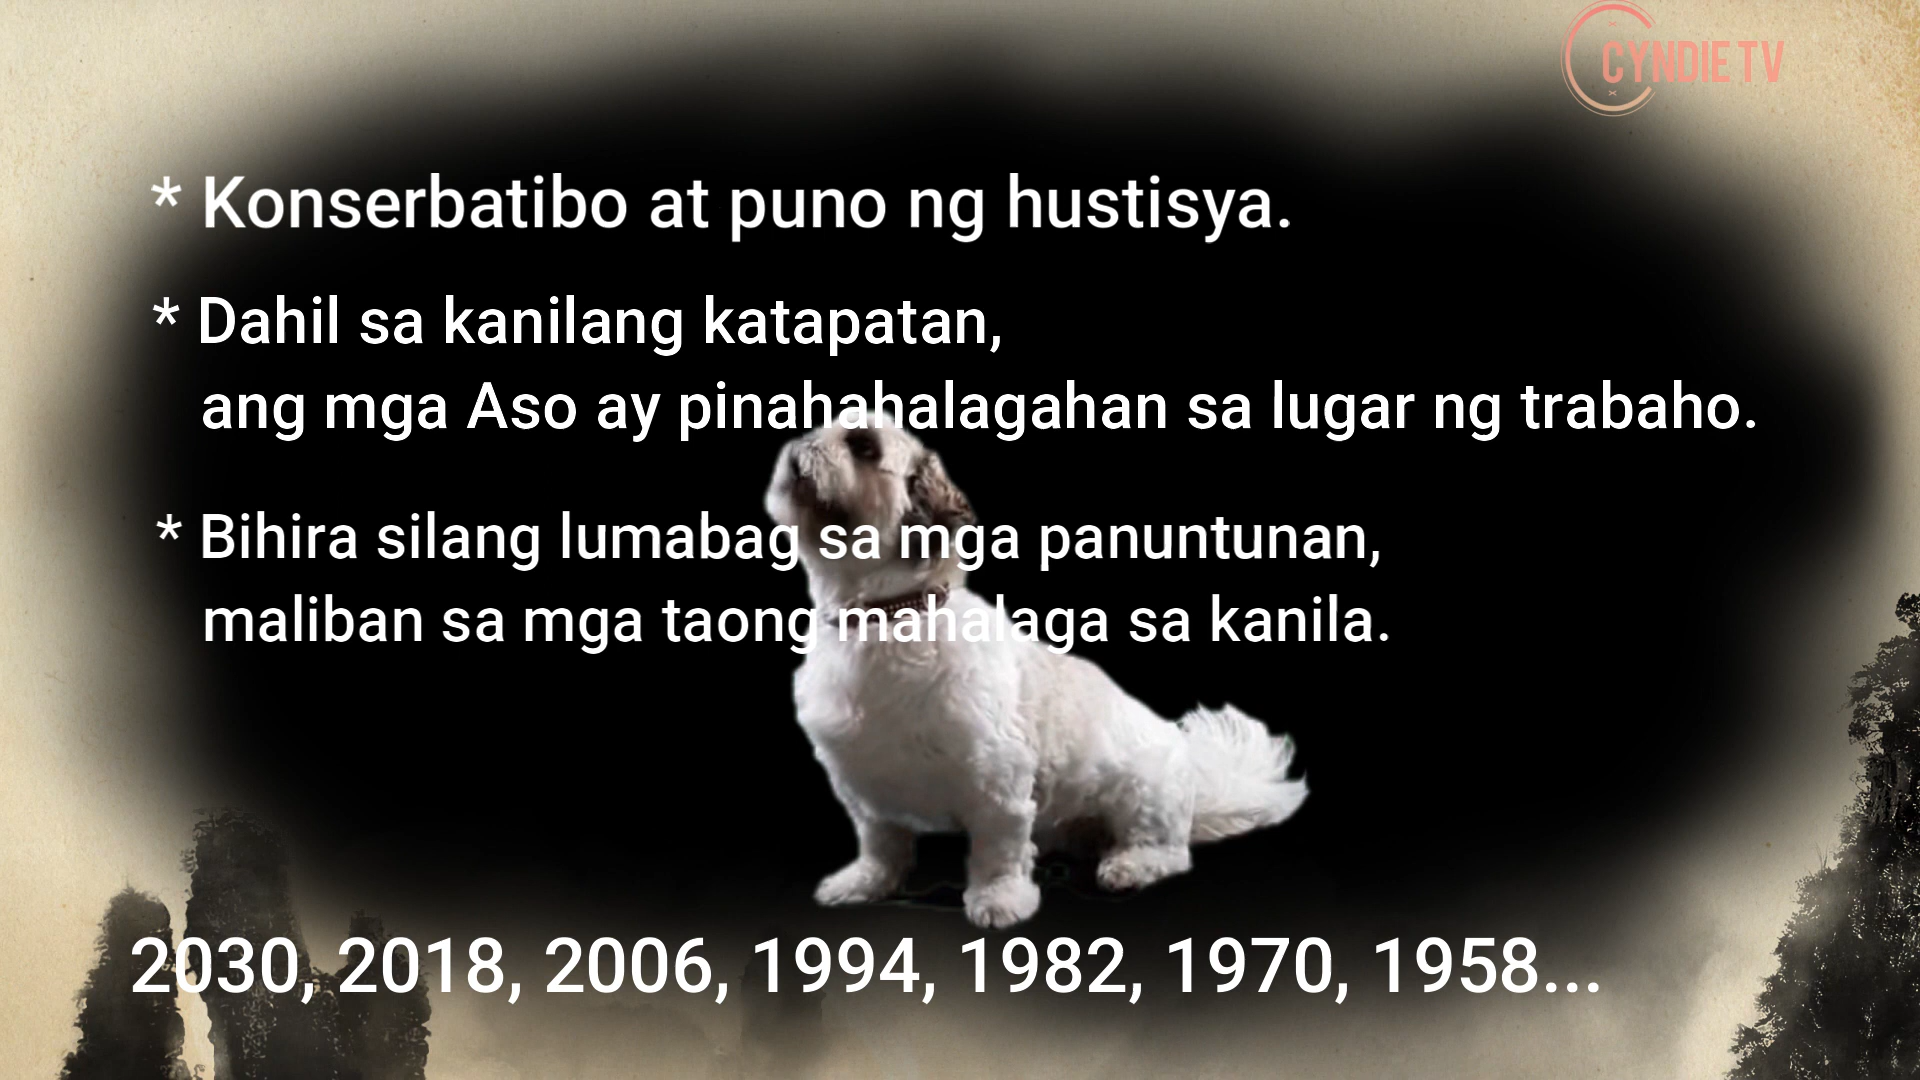 CYNDIE TV
* Konserbatibo at puno ng hustisya.
* Dahil sa kanilang katapatan,
ang mga Aso ay pinahahalagahan sa lugar ng trabaho.
* Bihira silang lumabag sa mga panuntunan,
maliban sa mga taong mahalaga sa kanila.
2030, 2018, 2006, 1994, 1982, 1970, 1958...